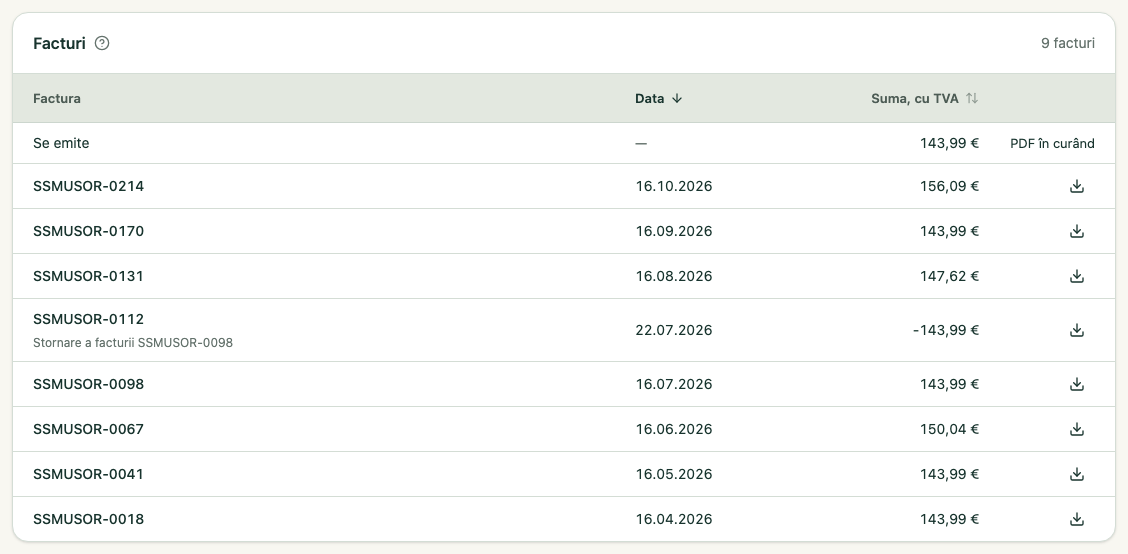 Facturi
9 facturi
Factura Data Suma, cu TVA
Se emite — 143,99 € PDF în curând
SSMUSOR-0214 16.10.2026 156,09 €
SSMUSOR-0170 16.09.2026 143,99 €
SSMUSOR-0131 16.08.2026 147,62 €
SSMUSOR-0112 22.07.2026 -143,99 €
Stornare a facturii SSMUSOR-0098
SSMUSOR-0098 16.07.2026 143,99 €
SSMUSOR-0067 16.06.2026 150,04 €
SSMUSOR-0041 16.05.2026 143,99 €
SSMUSOR-0018 16.04.2026 143,99 €